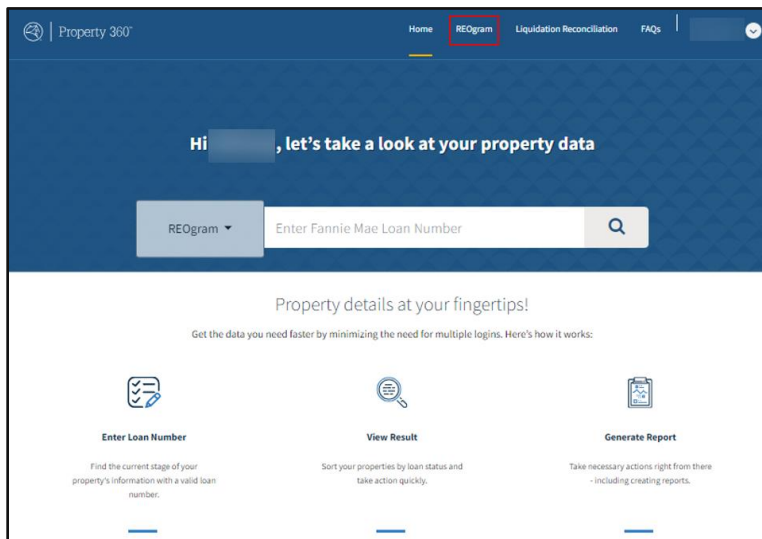 Property 360™
Home REOgram Liquidation Reconciliation FAQs
Hi , let's take a look at your property data
REOgram Enter Fannie Mae Loan Number
Property details at your fingertips!
Get the data you need faster by minimizing the need for multiple logins. Here's how it works:
Enter Loan Number
Find the current stage of your
property's information with a valid loan
number.
View Result
Sort your properties by loan status and
take action quickly.
Generate Report
Take necessary actions right from there
- including creating reports.